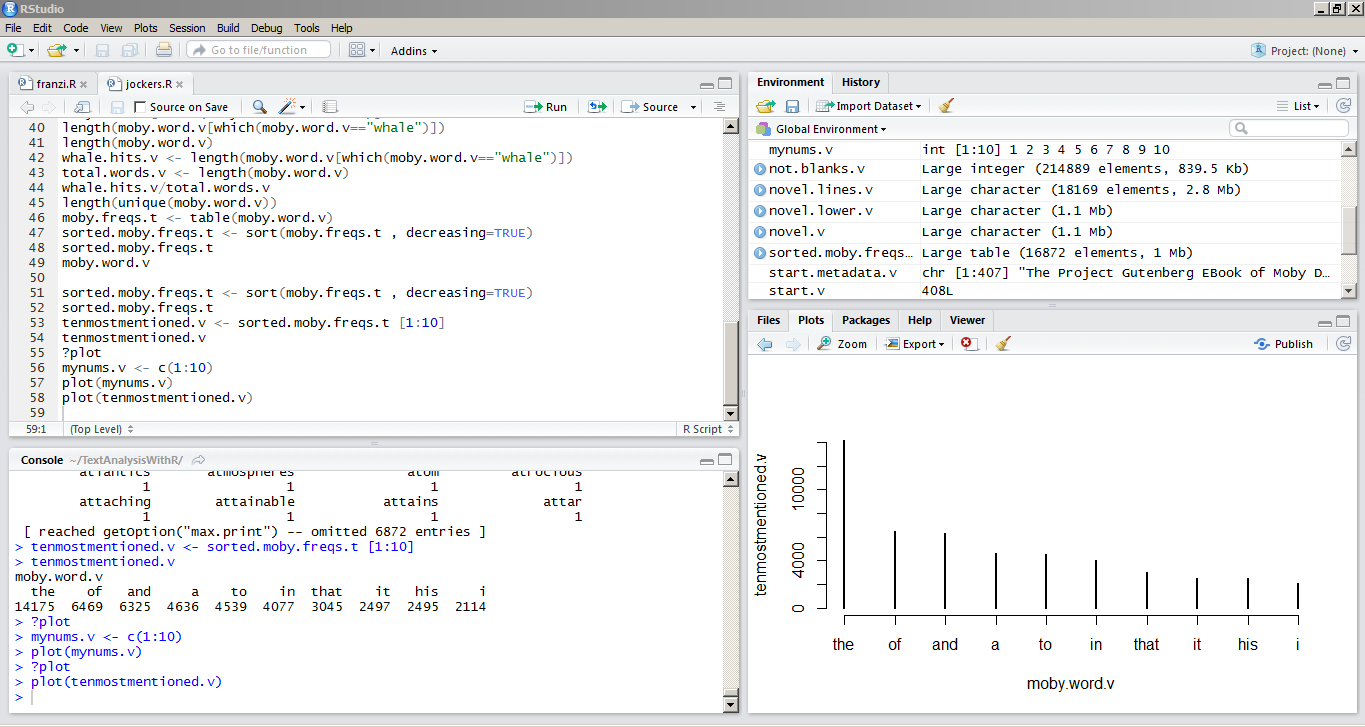 RStudio
File Edit Code View Plots Session Build Debug Tools Help
Go to file/function Addins Project: (None)
franzi.R jockers.R
Source on Save Run Source
40 length(moby.word.v[which(moby.word.v=="whale")])
41 length(moby.word.v)
42 whale.hits.v <- length(moby.word.v[which(moby.word.v=="whale")])
43 total.words.v <- length(moby.word.v)
44 whale.hits.v/total.words.v
45 length(unique(moby.word.v))
46 moby.freqs.t <- table(moby.word.v)
47 sorted.moby.freqs.t <- sort(moby.freqs.t , decreasing=TRUE)
48 sorted.moby.freqs.t
49 moby.word.v
50
51 sorted.moby.freqs.t <- sort(moby.freqs.t , decreasing=TRUE)
52 sorted.moby.freqs.t
53 tenmostmentioned.v <- sorted.moby.freqs.t [1:10]
54 tenmostmentioned.v
55 ?plot
56 mynums.v <- c(1:10)
57 plot(mynums.v)
58 plot(tenmostmentioned.v)
59
59:1 (Top Level) R Script
Console ~/TextAnalysisWithR/
atlantics atmospheres atom atrocious
1 1 1 1
attaching attainable attains attar
1 1 1 1
[ reached getOption("max.print") -- omitted 6872 entries ]
> tenmostmentioned.v <- sorted.moby.freqs.t [1:10]
> tenmostmentioned.v
moby.word.v
the of and a to in that it his i
14175 6469 6325 4636 4539 4077 3045 2497 2495 2114
> ?plot
> mynums.v <- c(1:10)
> plot(mynums.v)
> ?plot
> plot(tenmostmentioned.v)
>
Environment History
Import Dataset List
Global Environment
mynums.v int [1:10] 1 2 3 4 5 6 7 8 9 10
not.blanks.v Large integer (214889 elements, 839.5 Kb)
novel.lines.v Large character (18169 elements, 2.8 Mb)
novel.lower.v Large character (1.1 Mb)
novel.v Large character (1.1 Mb)
sorted.moby.freqs… Large table (16872 elements, 1 Mb)
start.metadata.v chr [1:407] "The Project Gutenberg EBook of Moby D…
start.v 408L
Files Plots Packages Help Viewer
Zoom Export Publish
tenmostmentioned.v
10000
4000
0
the of and a to in that it his i
moby.word.v